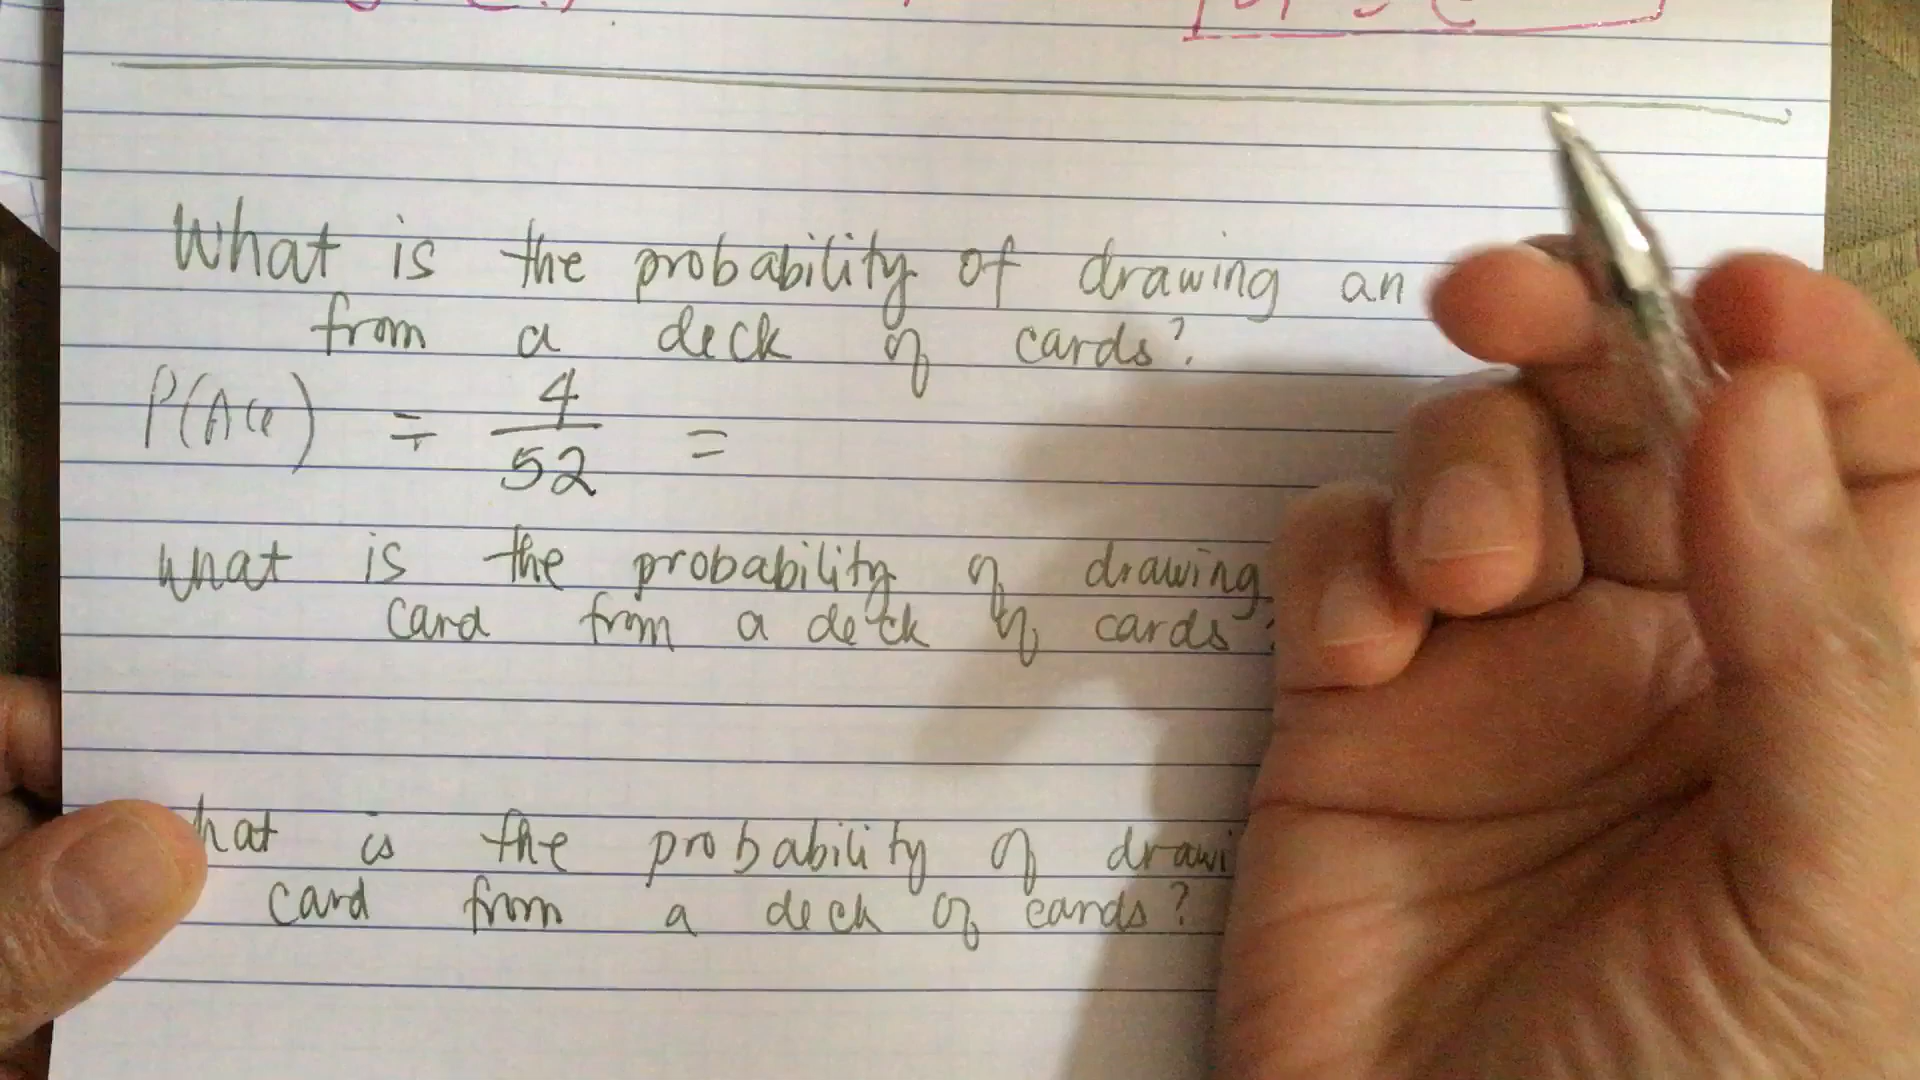 What is the probability of drawing an
from a deck of cards?
P(Ace) = 4/52 =
What is the probability of drawing
card from a deck of cards?
hat is the probability of drawi
card from a deck of cards?